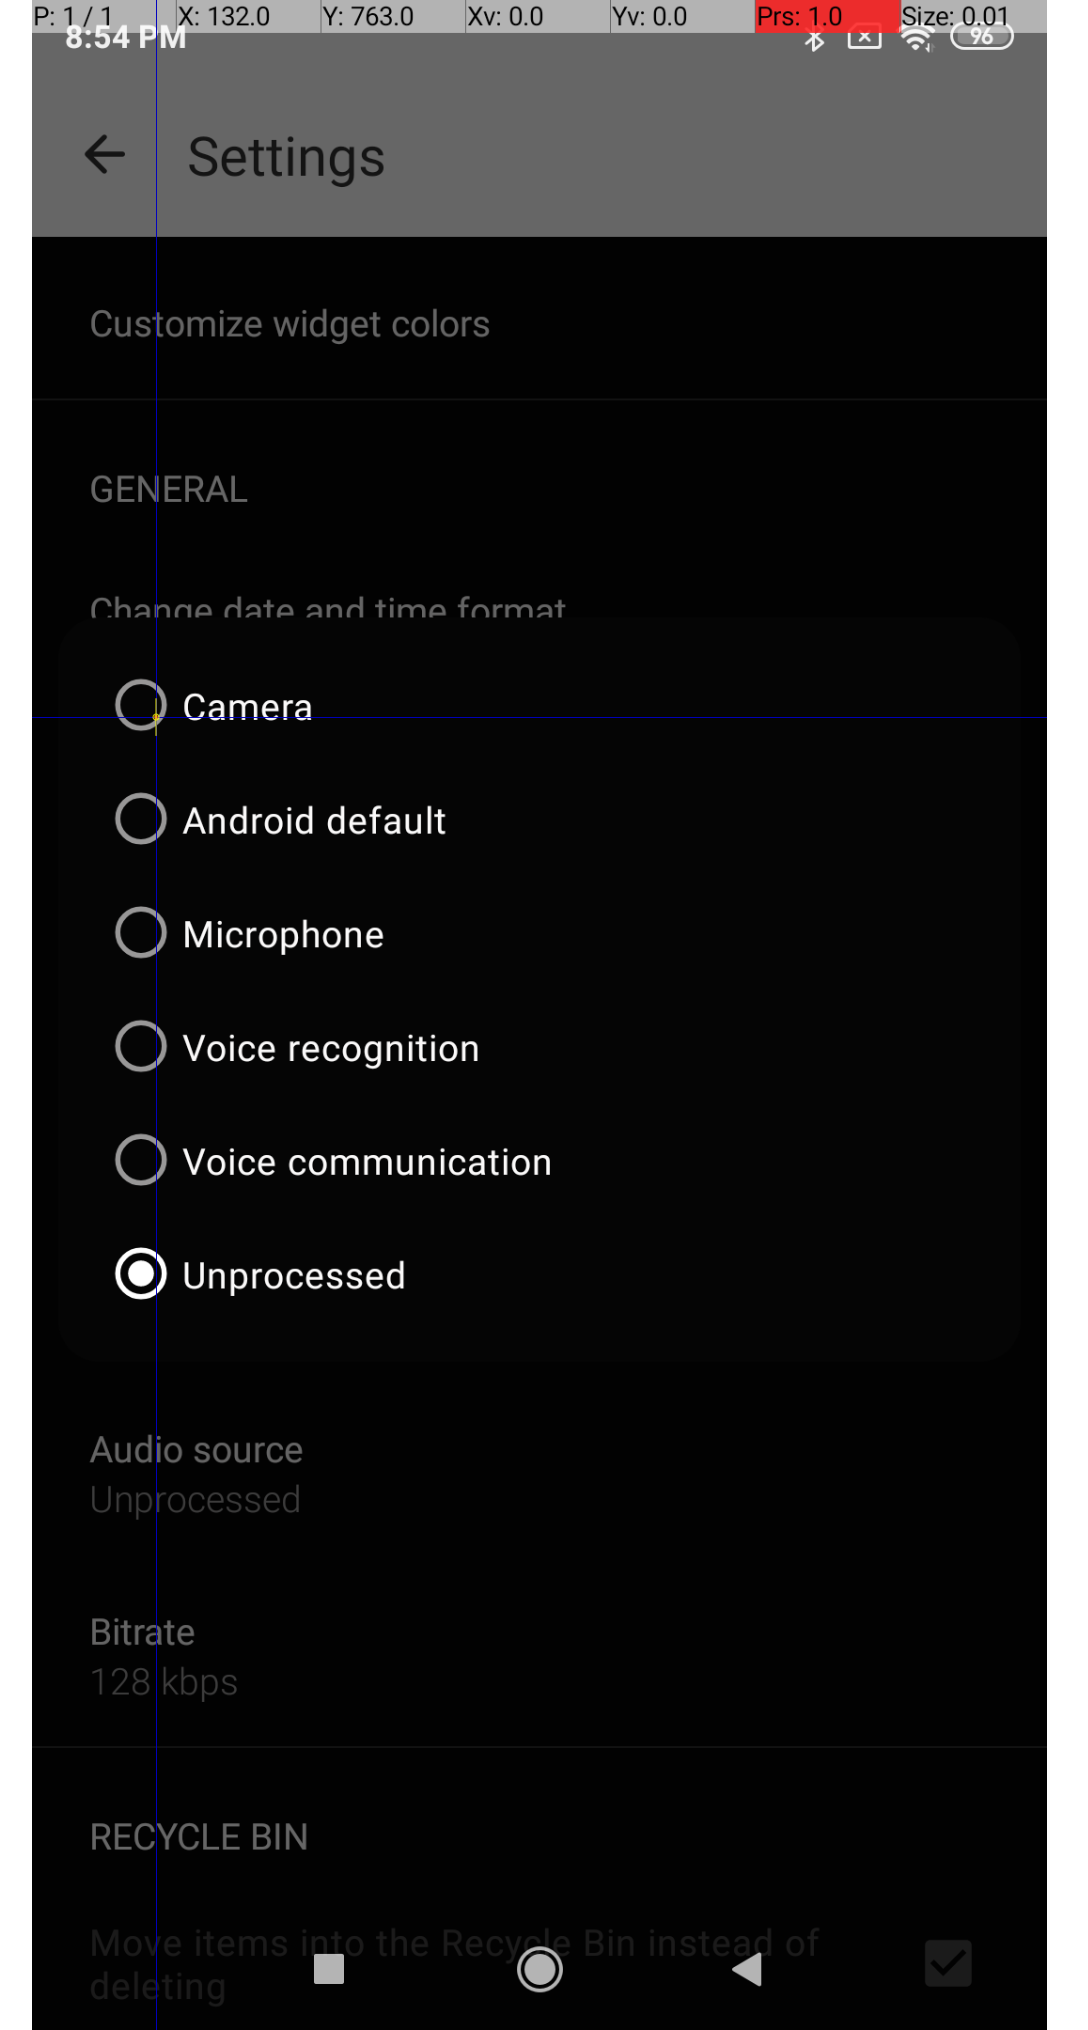 P: 1 / 1 X: 132.0 Y: 763.0 Xv: 0.0 Yv: 0.0 Prs: 1.0 Size: 0.01
8:54 PM 96
Settings
Customize widget colors
GENERAL
Change date and time format
Camera
Android default
Microphone
Voice recognition
Voice communication
Unprocessed
Audio source
Unprocessed
Bitrate
128 kbps
RECYCLE BIN
Move items into the Recycle Bin instead of
deleting